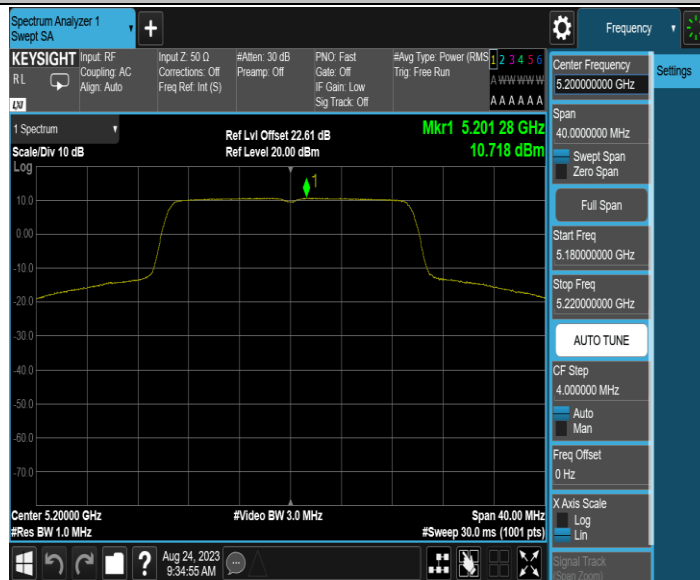 Spectrum Analyzer 1
Swept SA
+
Frequency
KEYSIGHT
R L
LXI
Input: RF
Coupling: AC
Align: Auto
Input Z: 50 Ω
Corrections: Off
Freq Ref: Int (S)
#Atten: 30 dB
Preamp: Off
PNO: Fast
Gate: Off
IF Gain: Low
Sig Track: Off
#Avg Type: Power (RMS
Trig: Free Run
1 2 3 4 5 6
A W W W W W
A A A A A A
Settings
1 Spectrum
Scale/Div 10 dB
Log
Ref Lvl Offset 22.61 dB
Ref Level 20.00 dBm
Mkr1 5.201 28 GHz
10.718 dBm
1
10.0
0.00
-10.0
-20.0
-30.0
-40.0
-50.0
-60.0
-70.0
Center 5.20000 GHz
#Res BW 1.0 MHz
#Video BW 3.0 MHz
Span 40.00 MHz
#Sweep 30.0 ms (1001 pts)
Center Frequency
5.200000000 GHz
Span
40.0000000 MHz
Swept Span
Zero Span
Full Span
Start Freq
5.180000000 GHz
Stop Freq
5.220000000 GHz
AUTO TUNE
CF Step
4.000000 MHz
Auto
Man
Freq Offset
0 Hz
X Axis Scale
Log
Lin
Signal Track
(Span Zoom)
?
Aug 24, 2023
9:34:55 AM